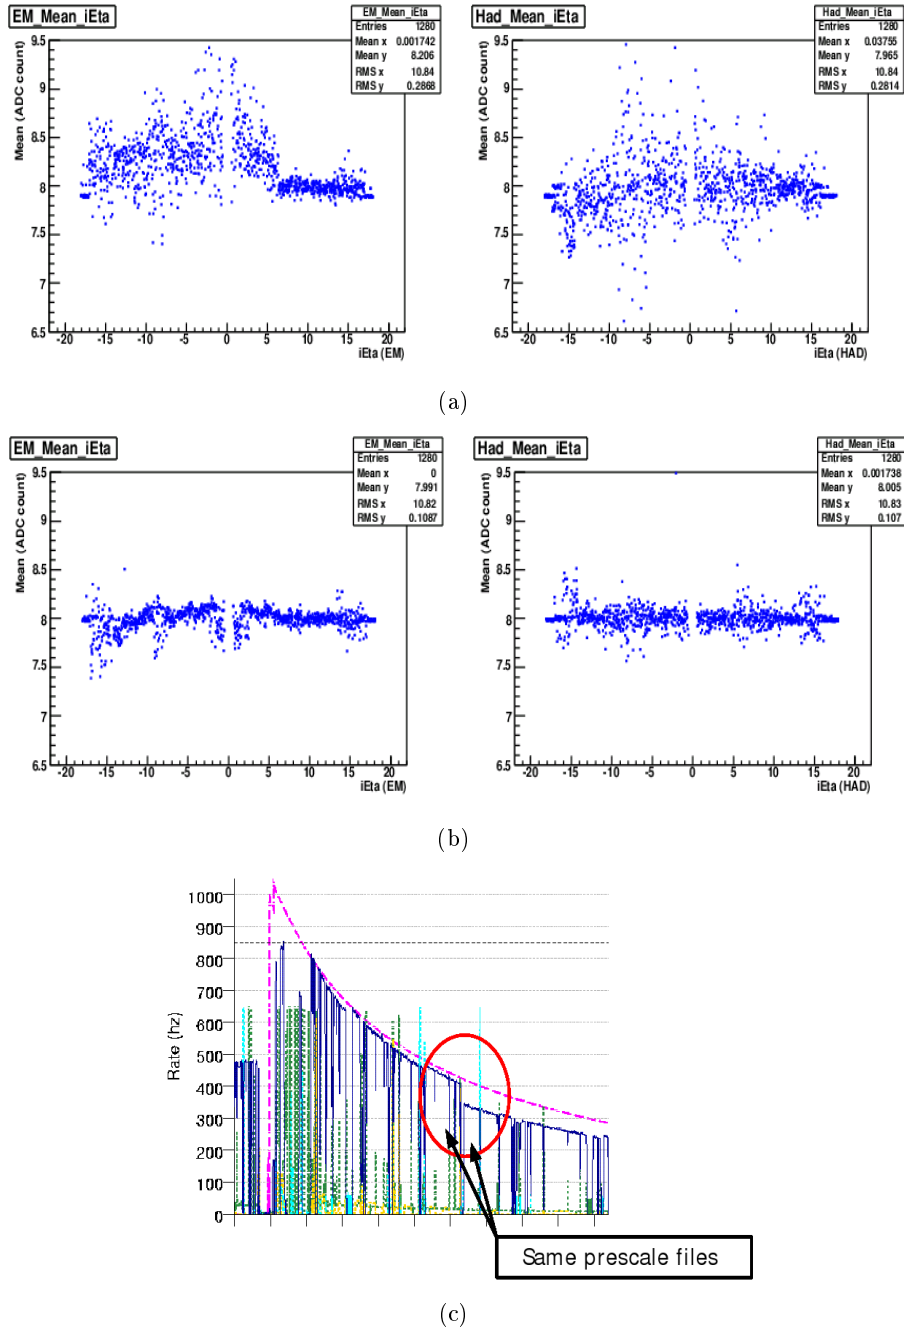 EM_Mean_iEta
EM_Mean_iEta
Entries 1280
Mean x 0.001742
Mean y 8.206
RMS x 10.84
RMS y 0.2868
Mean (ADC count)
9.5
9
8.5
8
7.5
7
6.5
-20 -15 -10 -5 0 5 10 15 20
iEta (EM)
Had_Mean_iEta
Had_Mean_iEta
Entries 1280
Mean x 0.03755
Mean y 7.965
RMS x 10.84
RMS y 0.2814
Mean (ADC count)
9.5
9
8.5
8
7.5
7
6.5
-20 -15 -10 -5 0 5 10 15 20
iEta (HAD)
(a)
EM_Mean_iEta
EM_Mean_iEta
Entries 1280
Mean x 0
Mean y 7.991
RMS x 10.82
RMS y 0.1087
Mean (ADC count)
9.5
9
8.5
8
7.5
7
6.5
-20 -15 -10 -5 0 5 10 15 20
iEta (EM)
Had_Mean_iEta
Had_Mean_iEta
Entries 1280
Mean x 0.001738
Mean y 8.005
RMS x 10.83
RMS y 0.107
Mean (ADC count)
9.5
9
8.5
8
7.5
7
6.5
-20 -15 -10 -5 0 5 10 15 20
iEta (HAD)
(b)
Rate (hz)
1000
900
800
700
600
500
400
300
200
100
0
Same prescale files
(c)